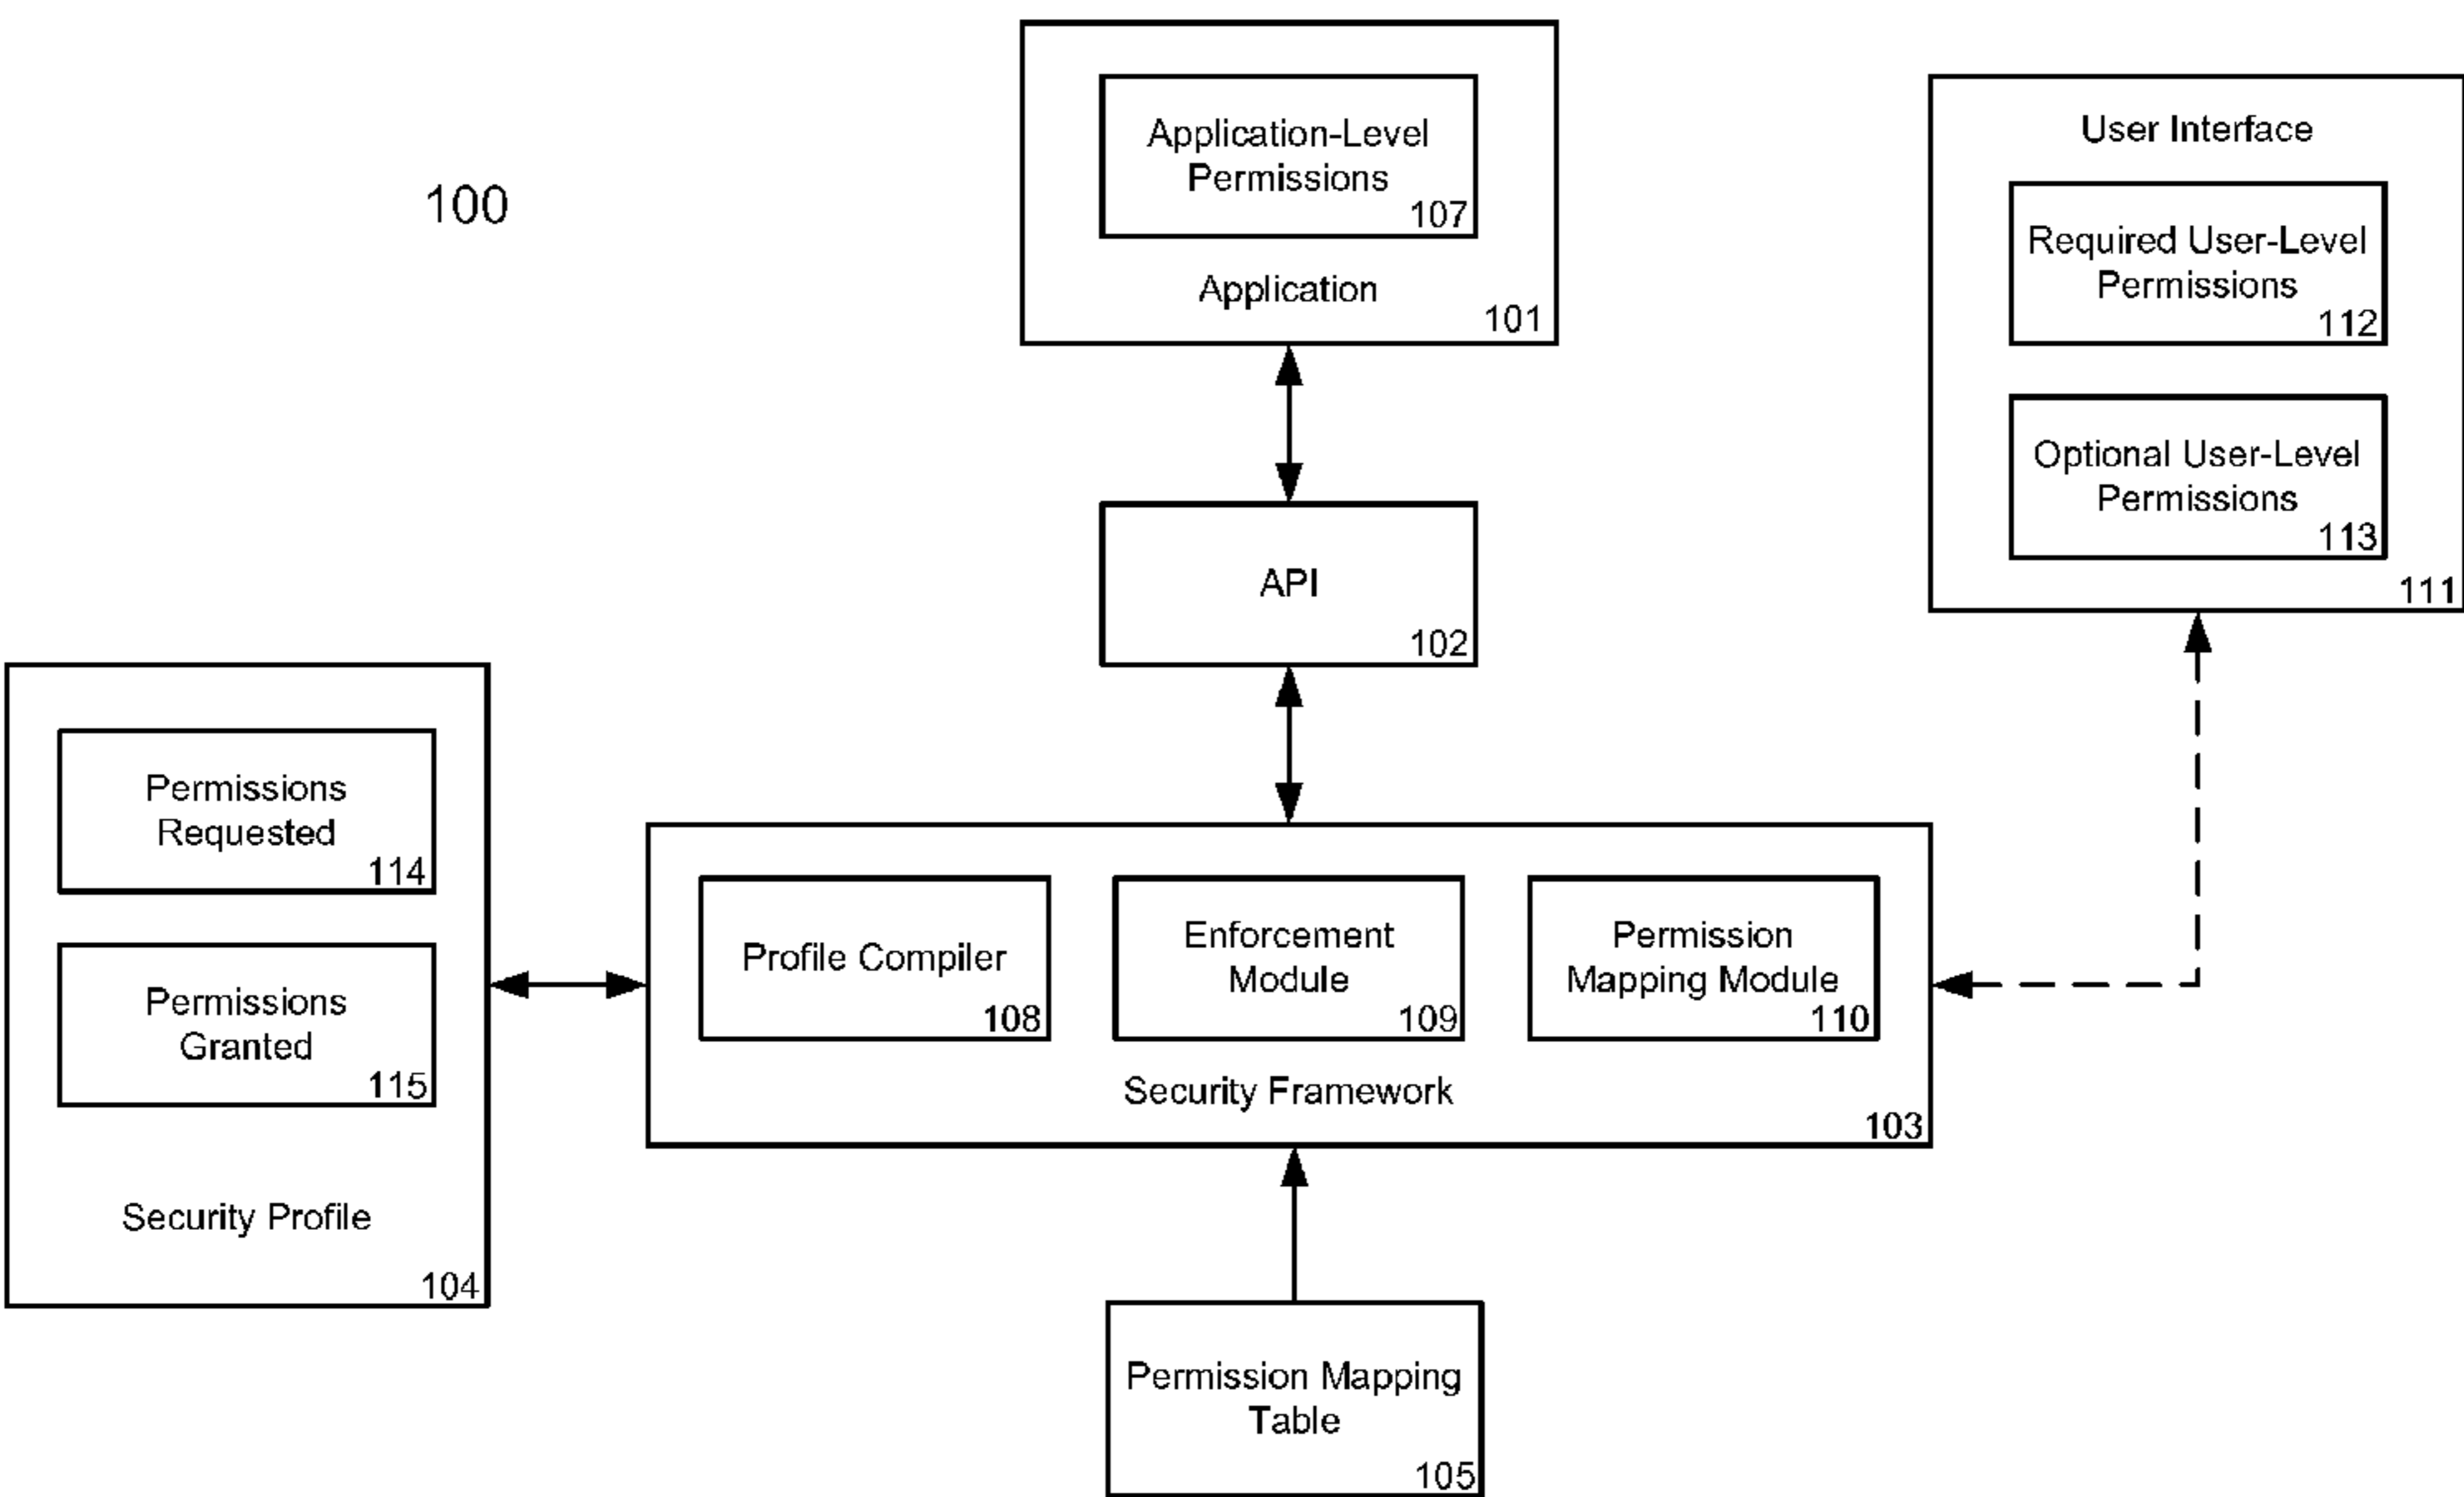 100
Application-Level
Permissions
107
Application
101
User Interface
Required User-Level
Permissions
112
Optional User-Level
Permissions
113
111
API
102
Permissions
Requested
114
Permissions
Granted
115
Security Profile
104
Profile Compiler
108
Enforcement
Module
109
Permission
Mapping Module
110
Security Framework
103
Permission Mapping
Table
105